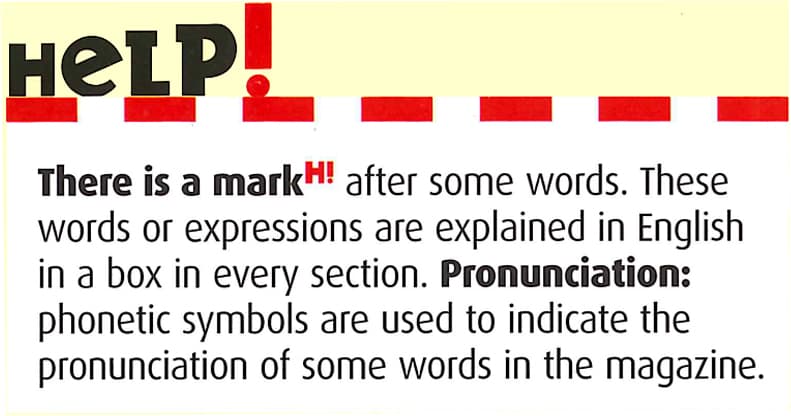 HeLP!
There is a markH! after some words. These
words or expressions are explained in English
in a box in every section. Pronunciation:
phonetic symbols are used to indicate the
pronunciation of some words in the magazine.